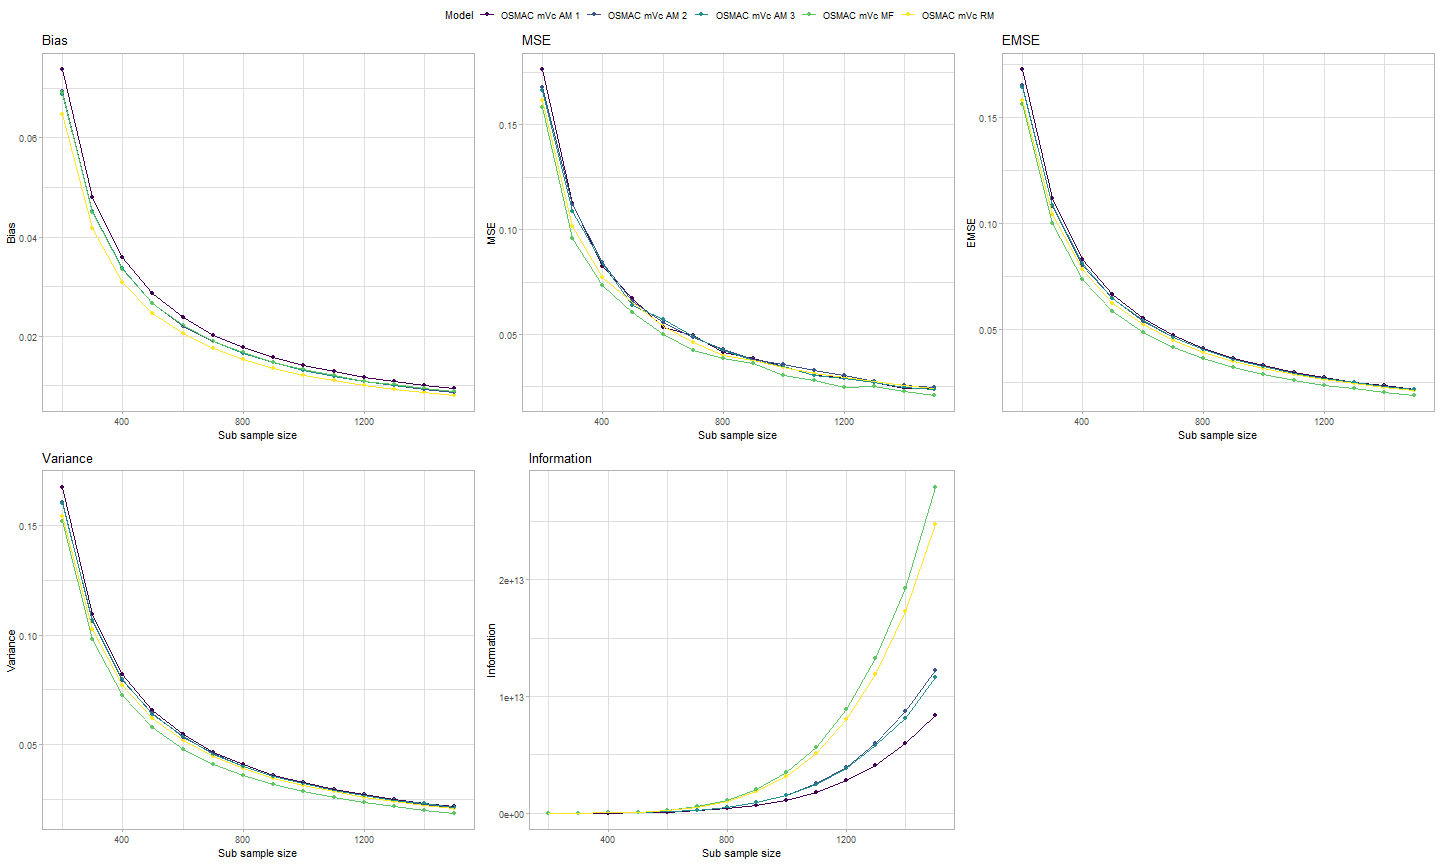 Model OSMAC mVc AM 1 OSMAC mVc AM 2 OSMAC mVc AM 3 OSMAC mVc MF OSMAC mVc RM
Bias
0.06
0.04
0.02
Bias
400 800 1200
Sub sample size
MSE
0.15
0.10
0.05
MSE
400 800 1200
Sub sample size
EMSE
0.15
0.10
0.05
EMSE
400 800 1200
Sub sample size
Variance
0.15
0.10
0.05
Variance
400 800 1200
Sub sample size
Information
2e+13
1e+13
0e+00
Information
400 800 1200
Sub sample size